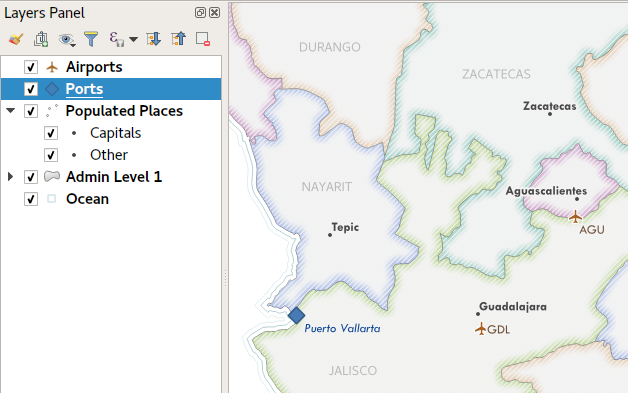 Layers Panel
Airports
Ports
Populated Places
Capitals
Other
Admin Level 1
Ocean
DURANGO
ZACATECAS
Zacatecas
NAYARIT
Aguascalientes
Tepic
AGU
Guadalajara
Puerto Vallarta
GDL
JALISCO